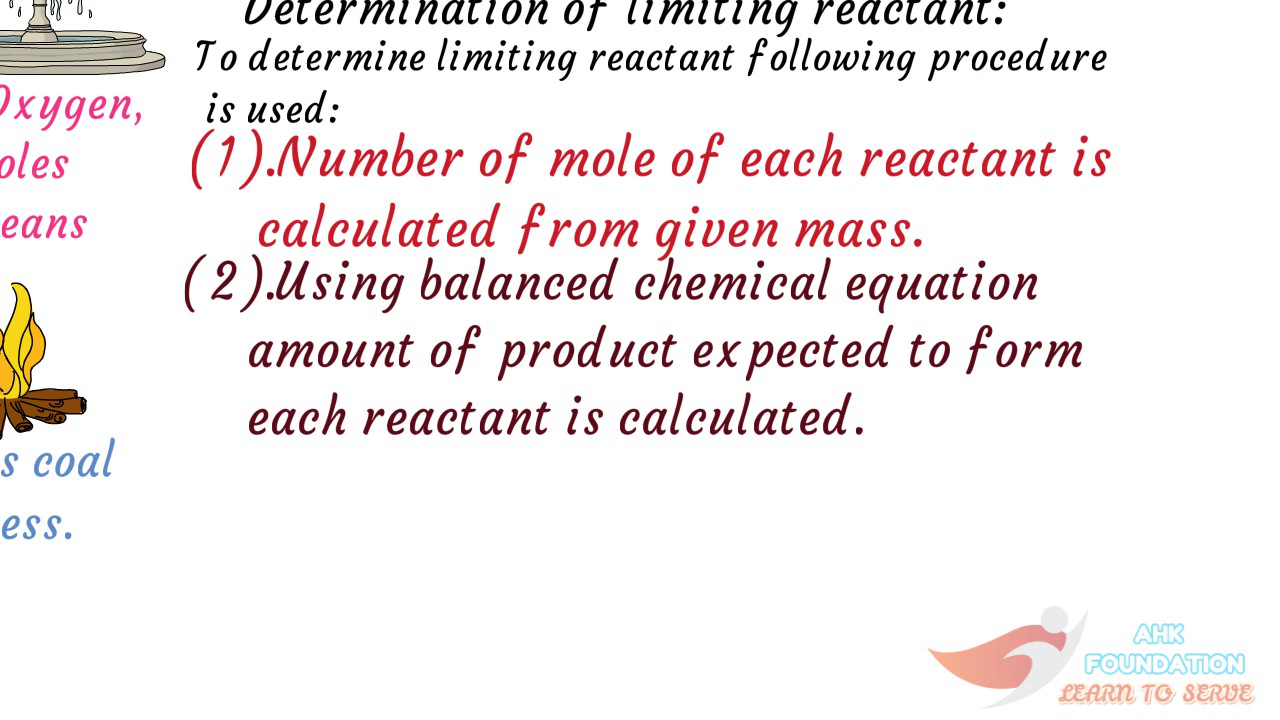 Determination of limiting reactant:
To determine limiting reactant following procedure
is used:
(1).Number of mole of each reactant is
calculated from given mass.
(2).Using balanced chemical equation
amount of product expected to form
each reactant is calculated.
Oxygen,
oles
eans
s coal
ess.
AHK
FOUNDATION
LEARN TO SERVE